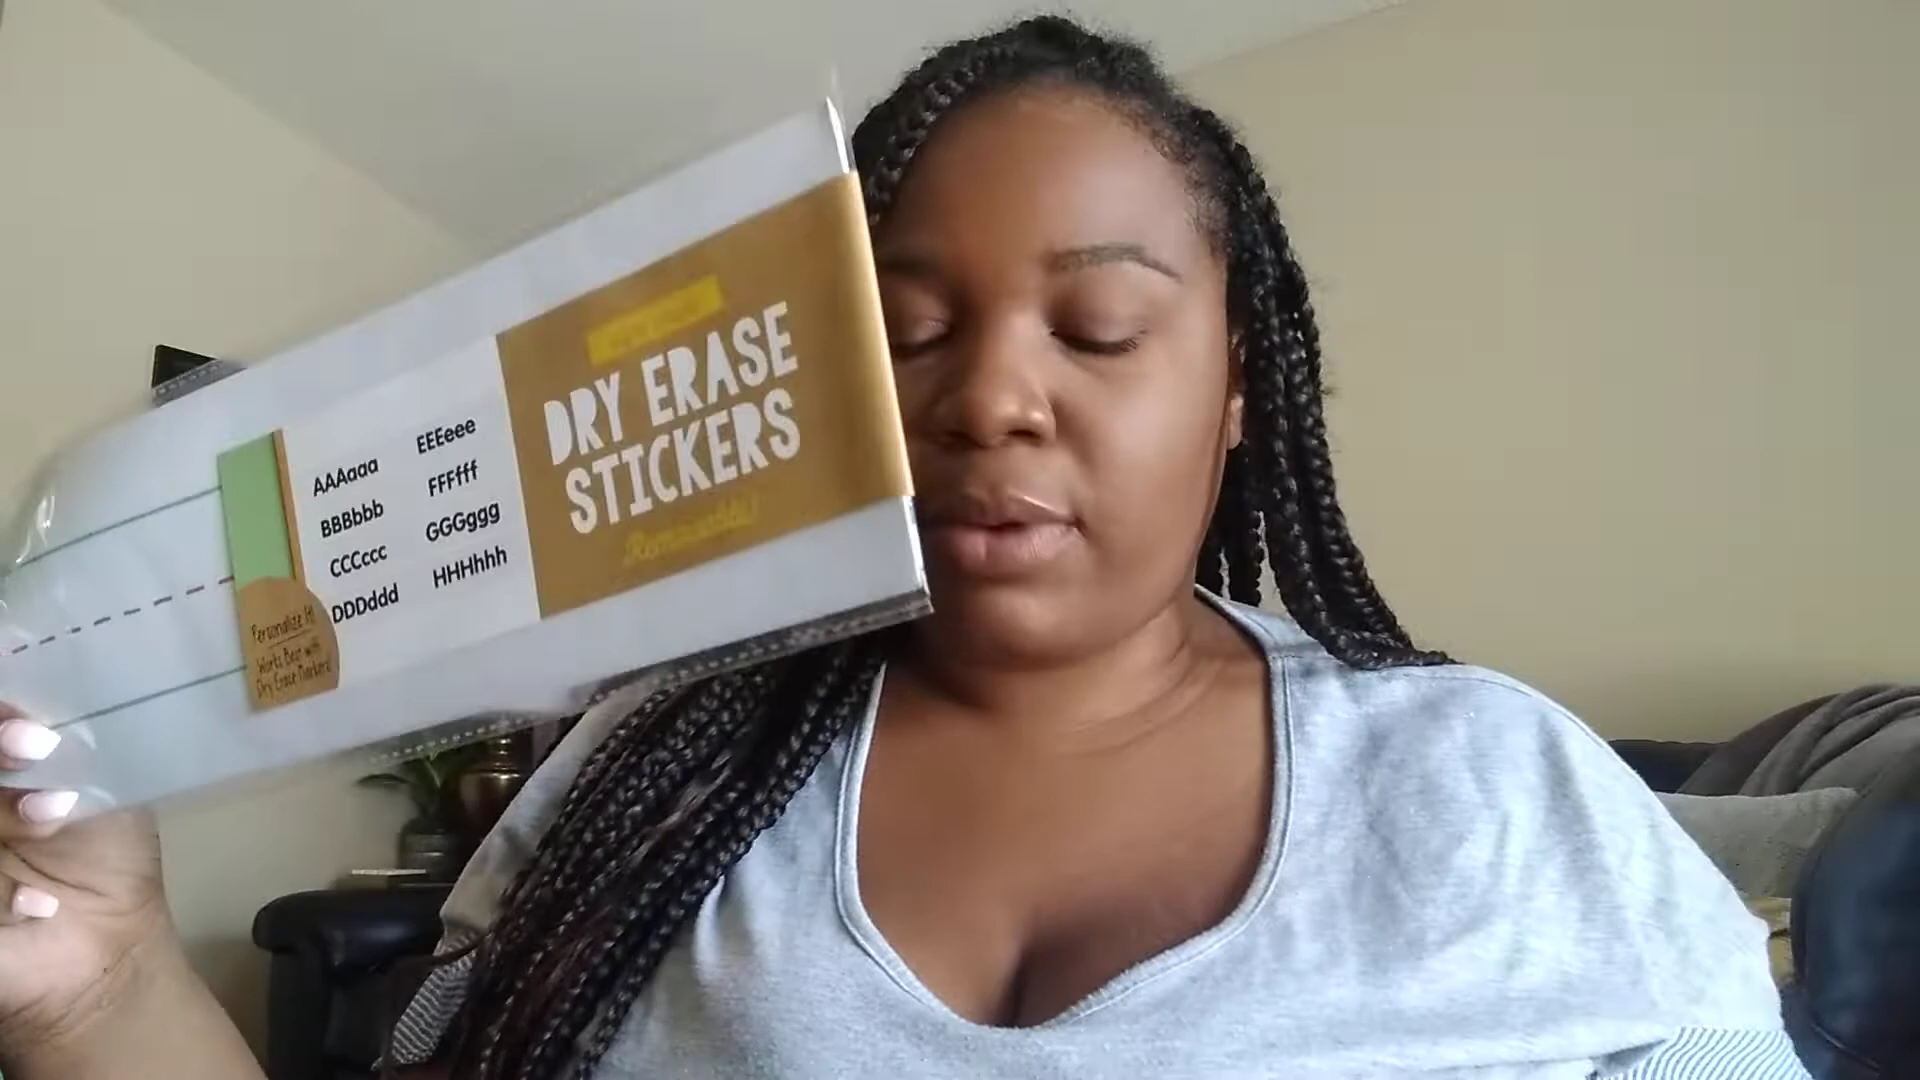 DRY ERASE
STICKERS
Removable!
AAAaaa
BBBbbb
CCCccc
DDDddd
EEEeee
FFFfff
GGGggg
HHHhhh
Personalize It!
Works Best with
Dry Erase Markers!